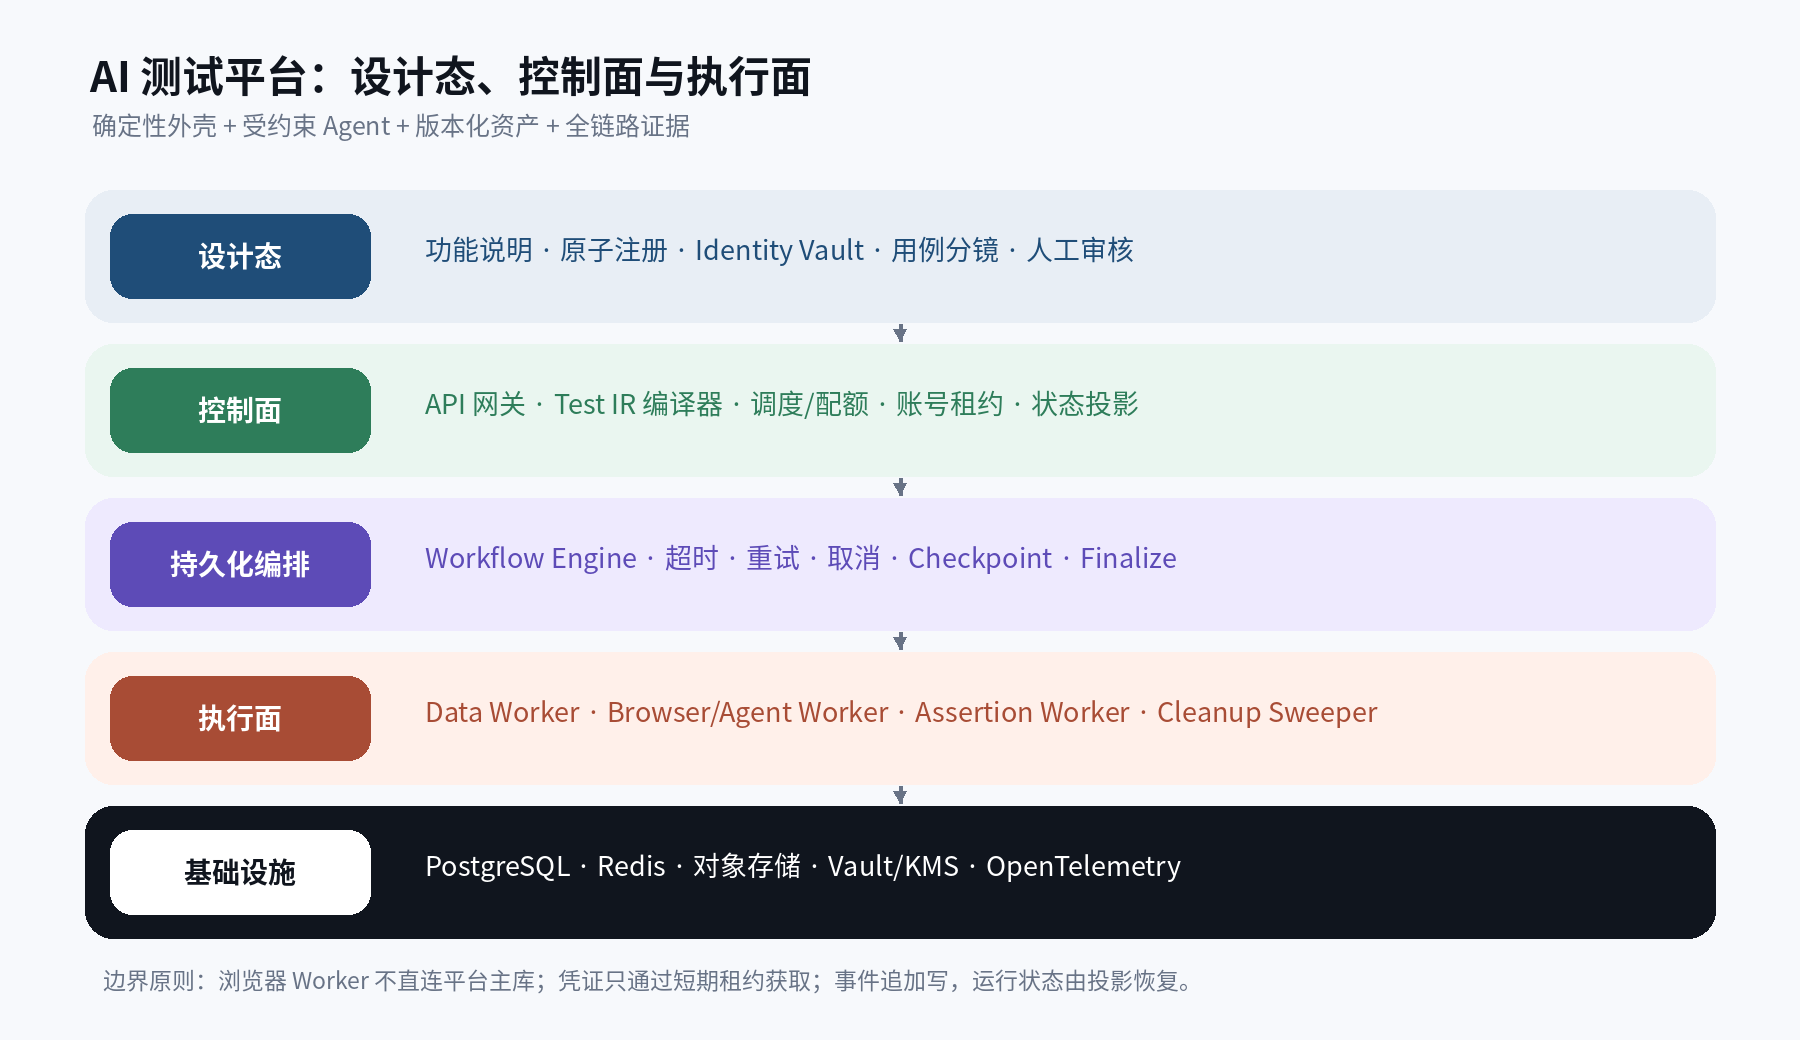 AI 测试平台：设计态、控制面与执行面
确定性外壳 + 受约束 Agent + 版本化资产 + 全链路证据
设计态
功能说明 · 原子注册 · Identity Vault · 用例分镜 · 人工审核
控制面
API 网关 · Test IR 编译器 · 调度/配额 · 账号租约 · 状态投影
持久化编排
Workflow Engine · 超时 · 重试 · 取消 · Checkpoint · Finalize
执行面
Data Worker · Browser/Agent Worker · Assertion Worker · Cleanup Sweeper
基础设施
PostgreSQL · Redis · 对象存储 · Vault/KMS · OpenTelemetry
边界原则：浏览器 Worker 不直连平台主库；凭证只通过短期租约获取；事件追加写，运行状态由投影恢复。